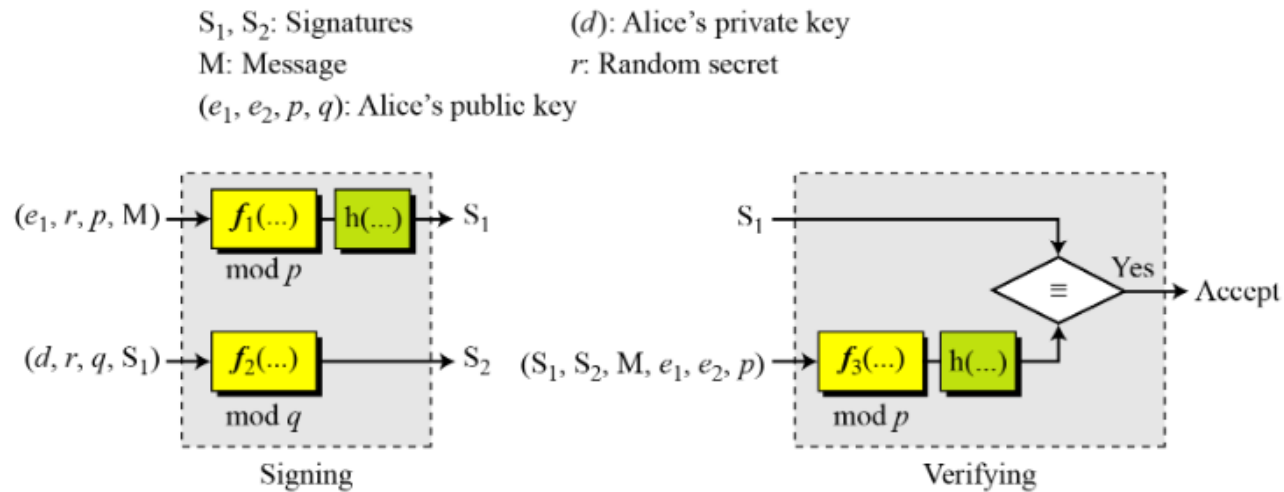 S₁, S₂: Signatures (d): Alice's private key
M: Message r: Random secret
(e₁, e₂, p, q): Alice's public key
(e₁, r, p, M) f₁(...) h(...) S₁
mod p
(d, r, q, S₁) f₂(...) S₂
mod q
Signing
S₁
Yes
≡ Accept
(S₁, S₂, M, e₁, e₂, p) f₃(...) h(...)
mod p
Verifying